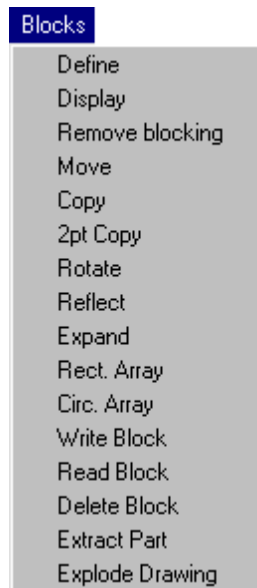 Blocks
Define
Display
Remove blocking
Move
Copy
2pt Copy
Rotate
Reflect
Expand
Rect. Array
Circ. Array
Write Block
Read Block
Delete Block
Extract Part
Explode Drawing